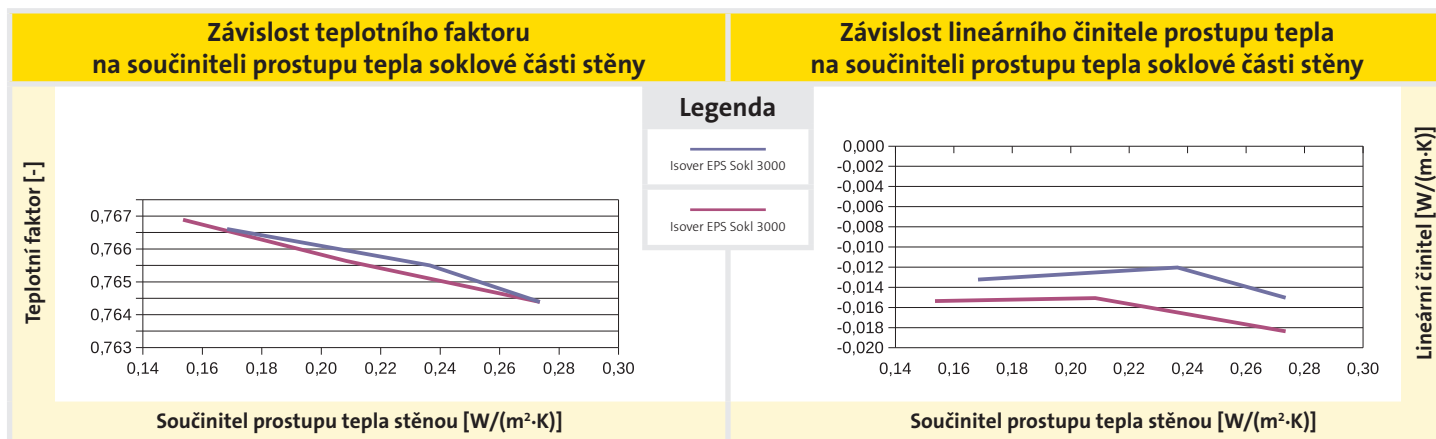 Závislost teplotního faktoru
na součiniteli prostupu tepla soklové části stěny
Závislost lineárního činitele prostupu tepla
na součiniteli prostupu tepla soklové části stěny
Teplotní faktor [-]
0,767
0,766
0,765
0,764
0,763
0,14 0,16 0,18 0,20 0,22 0,24 0,26 0,28 0,30
Součinitel prostupu tepla stěnou [W/(m²·K)]
Legenda
Isover EPS Sokl 3000
Isover EPS Sokl 3000
0,000
-0,002
-0,004
-0,006
-0,008
-0,010
-0,012
-0,014
-0,016
-0,018
-0,020
0,14 0,16 0,18 0,20 0,22 0,24 0,26 0,28 0,30
Součinitel prostupu tepla stěnou [W/(m²·K)]
Lineární činitel [W/(m·K)]